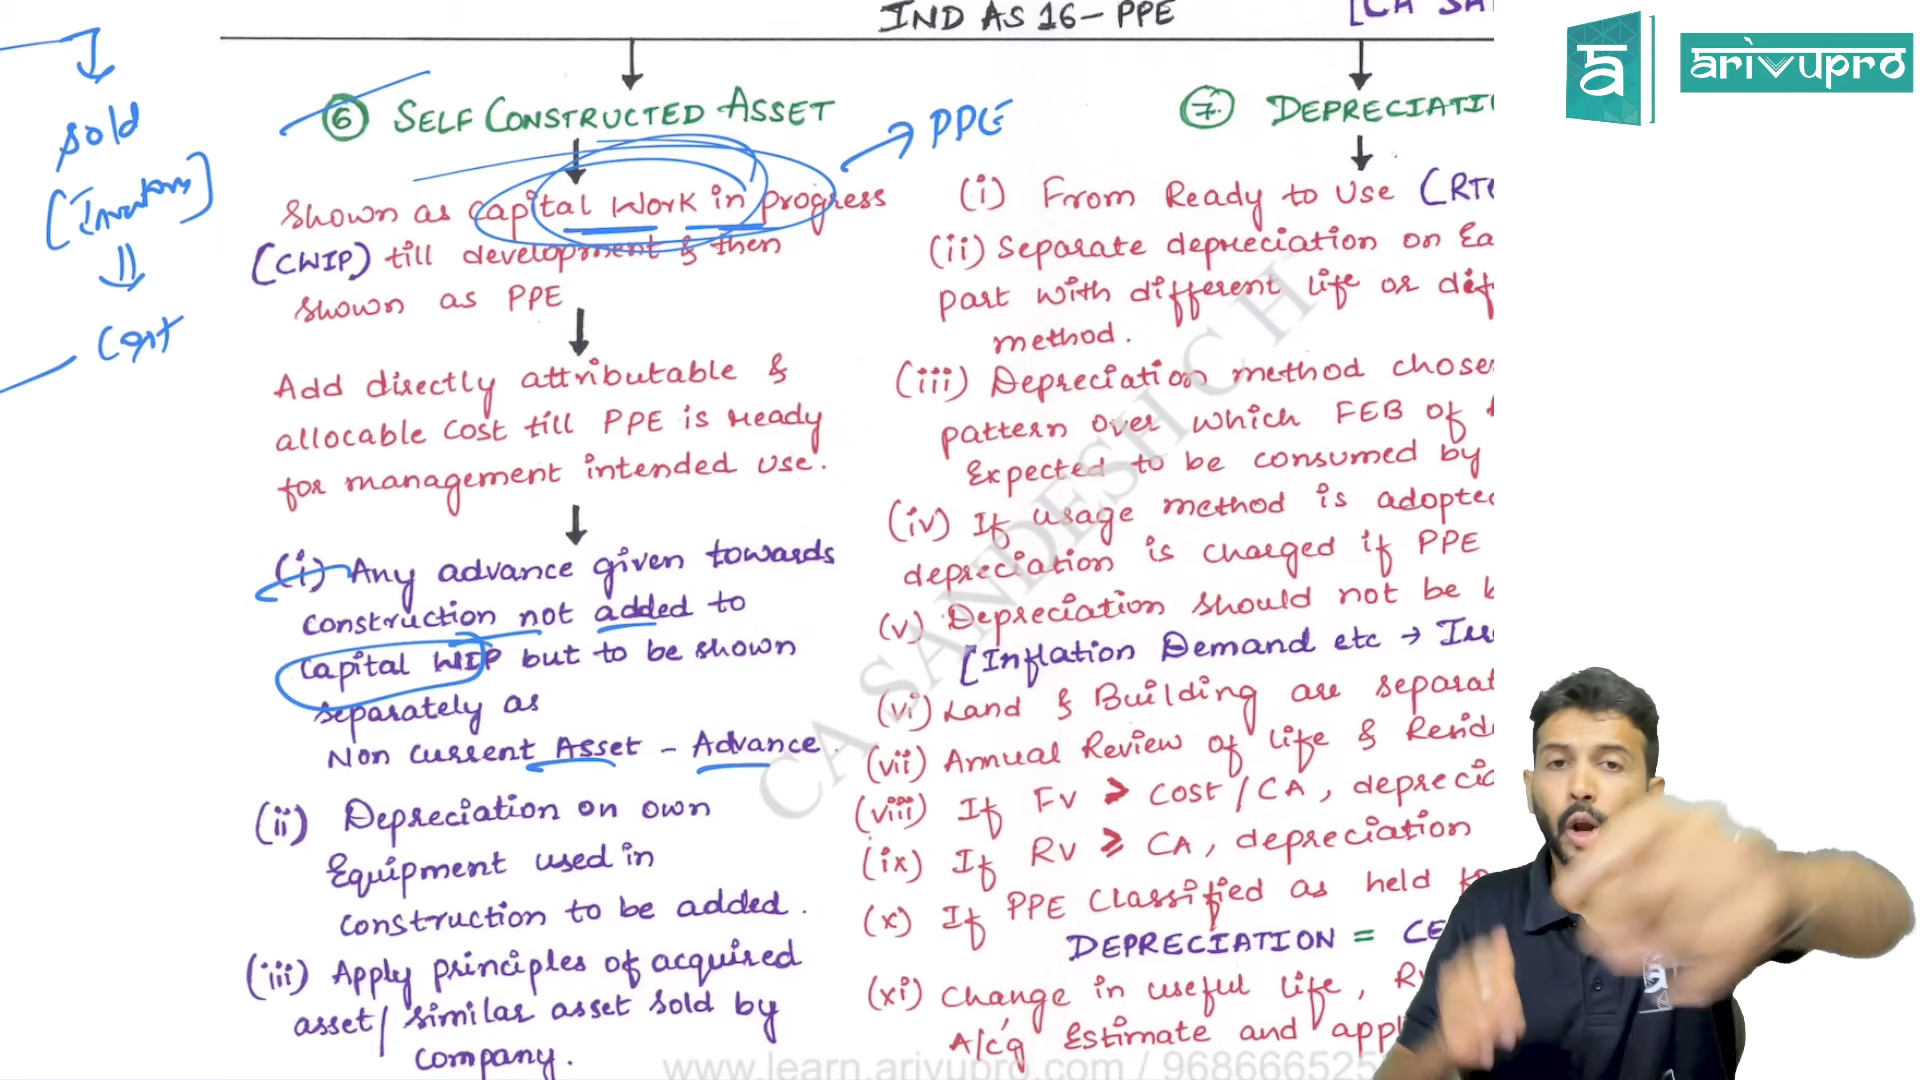 IND AS 16 - PPE
arivupro
sold
[Inventory]
Cost
⑥ SELF CONSTRUCTED ASSET
→ PPE
Shown as Capital Work in progress
(CWIP) till development & then
shown as PPE
Add directly attributable &
allocable Cost till PPE is ready
for management intended use.
(i) Any advance given towards
construction not added to
Capital WIP but to be shown
separately as
Non current Asset - Advance.
(ii) Depreciation on own
Equipment used in
construction to be added.
(iii) Apply principles of acquired
asset/ similar asset sold by
company.
⑦ DEPRECIATI
(i) From Ready to Use (RT
(ii) Separate depreciation on Ea
part with different life or dif
method.
(iii) Depreciation method chose
pattern over which FEB of
Expected to be consumed by
(iv) If usage method is adopte
depreciation is charged if PPE
(v) Depreciation should not be b
[Inflation Demand etc →
(vi) Land & Building are separat
(vii) Annual Review of life & Resid
(viii) If FV > Cost/CA, deprecia
(ix) If RV ⩾ CA, depreciation
(x) If PPE Classified as held
DEPRECIATION = CE
(xi) Change in useful life, R
A/cg Estimate and appl
CA SANDESH C H
www.learn.arivupro.com / 968666525